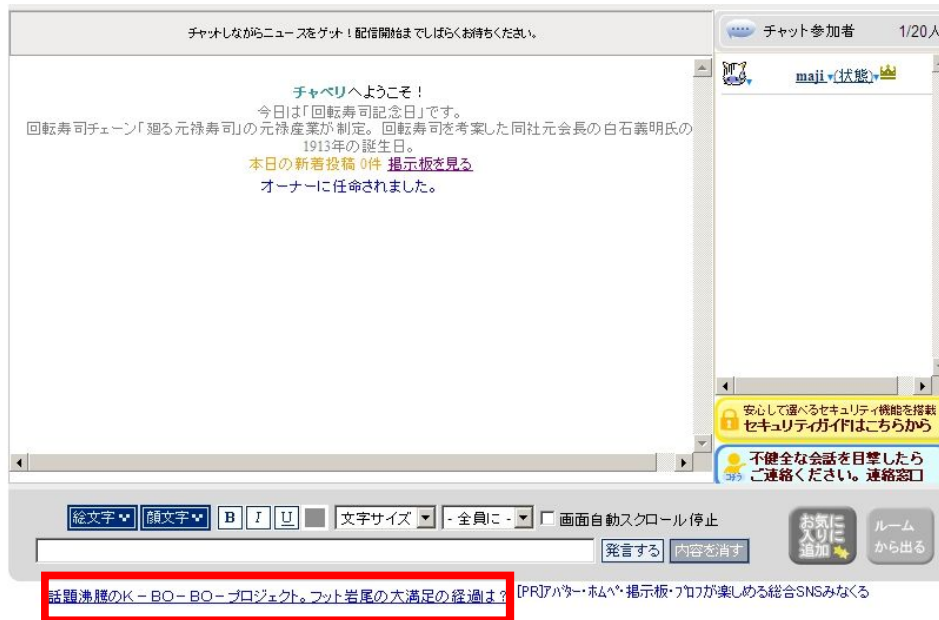 チャットしながらニュースをゲット！配信開始までしばらくお待ちください。
チャット参加者 1/20人
maji (状態)
チャベリへようこそ！
今日は「回転寿司記念日」です。
回転寿司チェーン「廻る元禄寿司」の元禄産業が制定。回転寿司を考案した同社元会長の白石義明氏の
1913年の誕生日。
本日の新着投稿 0件 掲示板を見る
オーナーに任命されました。
安心して選べるセキュリティ機能を搭載
セキュリティガイドはこちらから
不健全な会話を目撃したら
ご連絡ください。連絡窓口
絵文字 顔文字 B I U 文字サイズ - 全員に - 画面自動スクロール停止
発言する 内容を消す
お気に
入りに
追加
ルーム
から出る
話題沸騰のK－BO－BO－プロジェクト。フット岩尾の大満足の経過は？
[PR]アバター・ホムペ・掲示板・プロフが楽しめる総合SNSみなくる